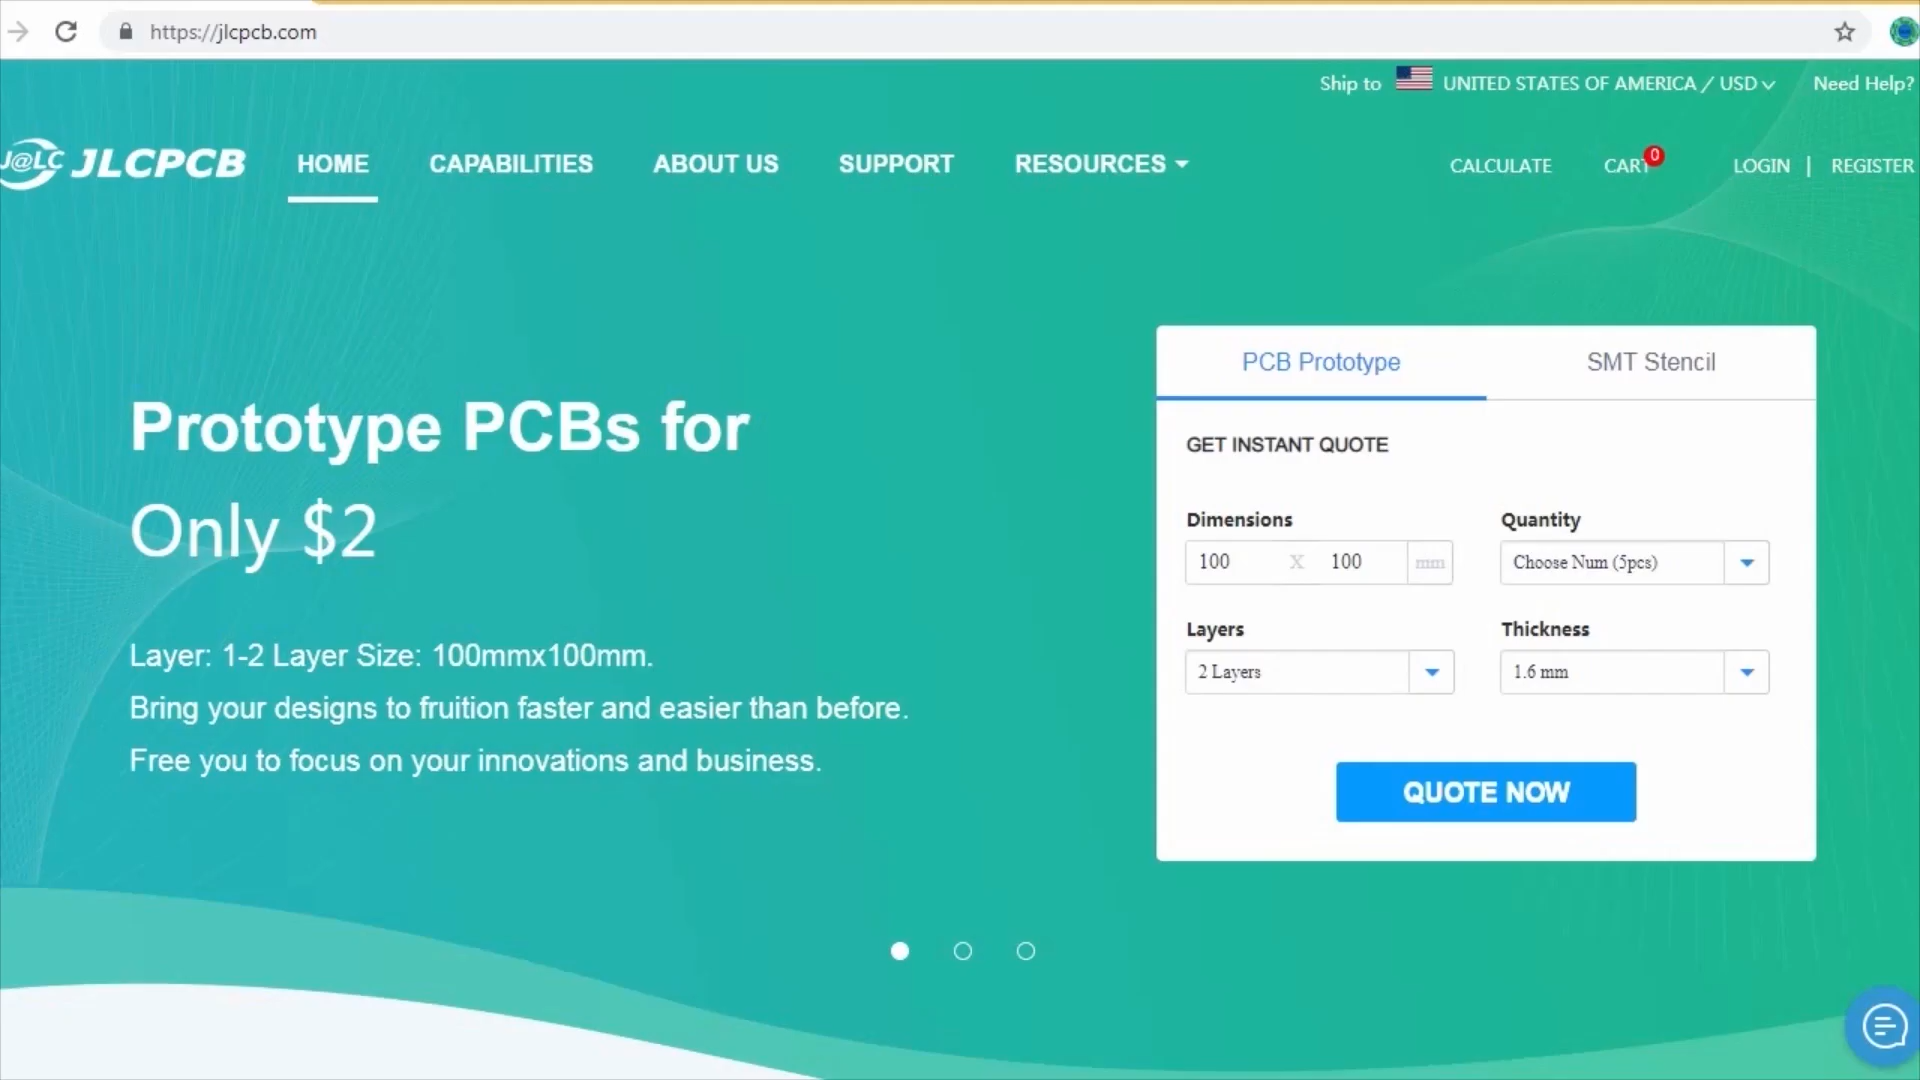 https://jlcpcb.com
Ship to UNITED STATES OF AMERICA / USD Need Help?
J@LC JLCPCB HOME CAPABILITIES ABOUT US SUPPORT RESOURCES CALCULATE CART 0 LOGIN | REGISTER
PCB Prototype SMT Stencil
Prototype PCBs for
Only $2
Layer: 1-2 Layer Size: 100mmx100mm.
Bring your designs to fruition faster and easier than before.
Free you to focus on your innovations and business.
GET INSTANT QUOTE
Dimensions Quantity
100 X 100 mm Choose Num (5pcs)
Layers Thickness
2 Layers 1.6 mm
QUOTE NOW